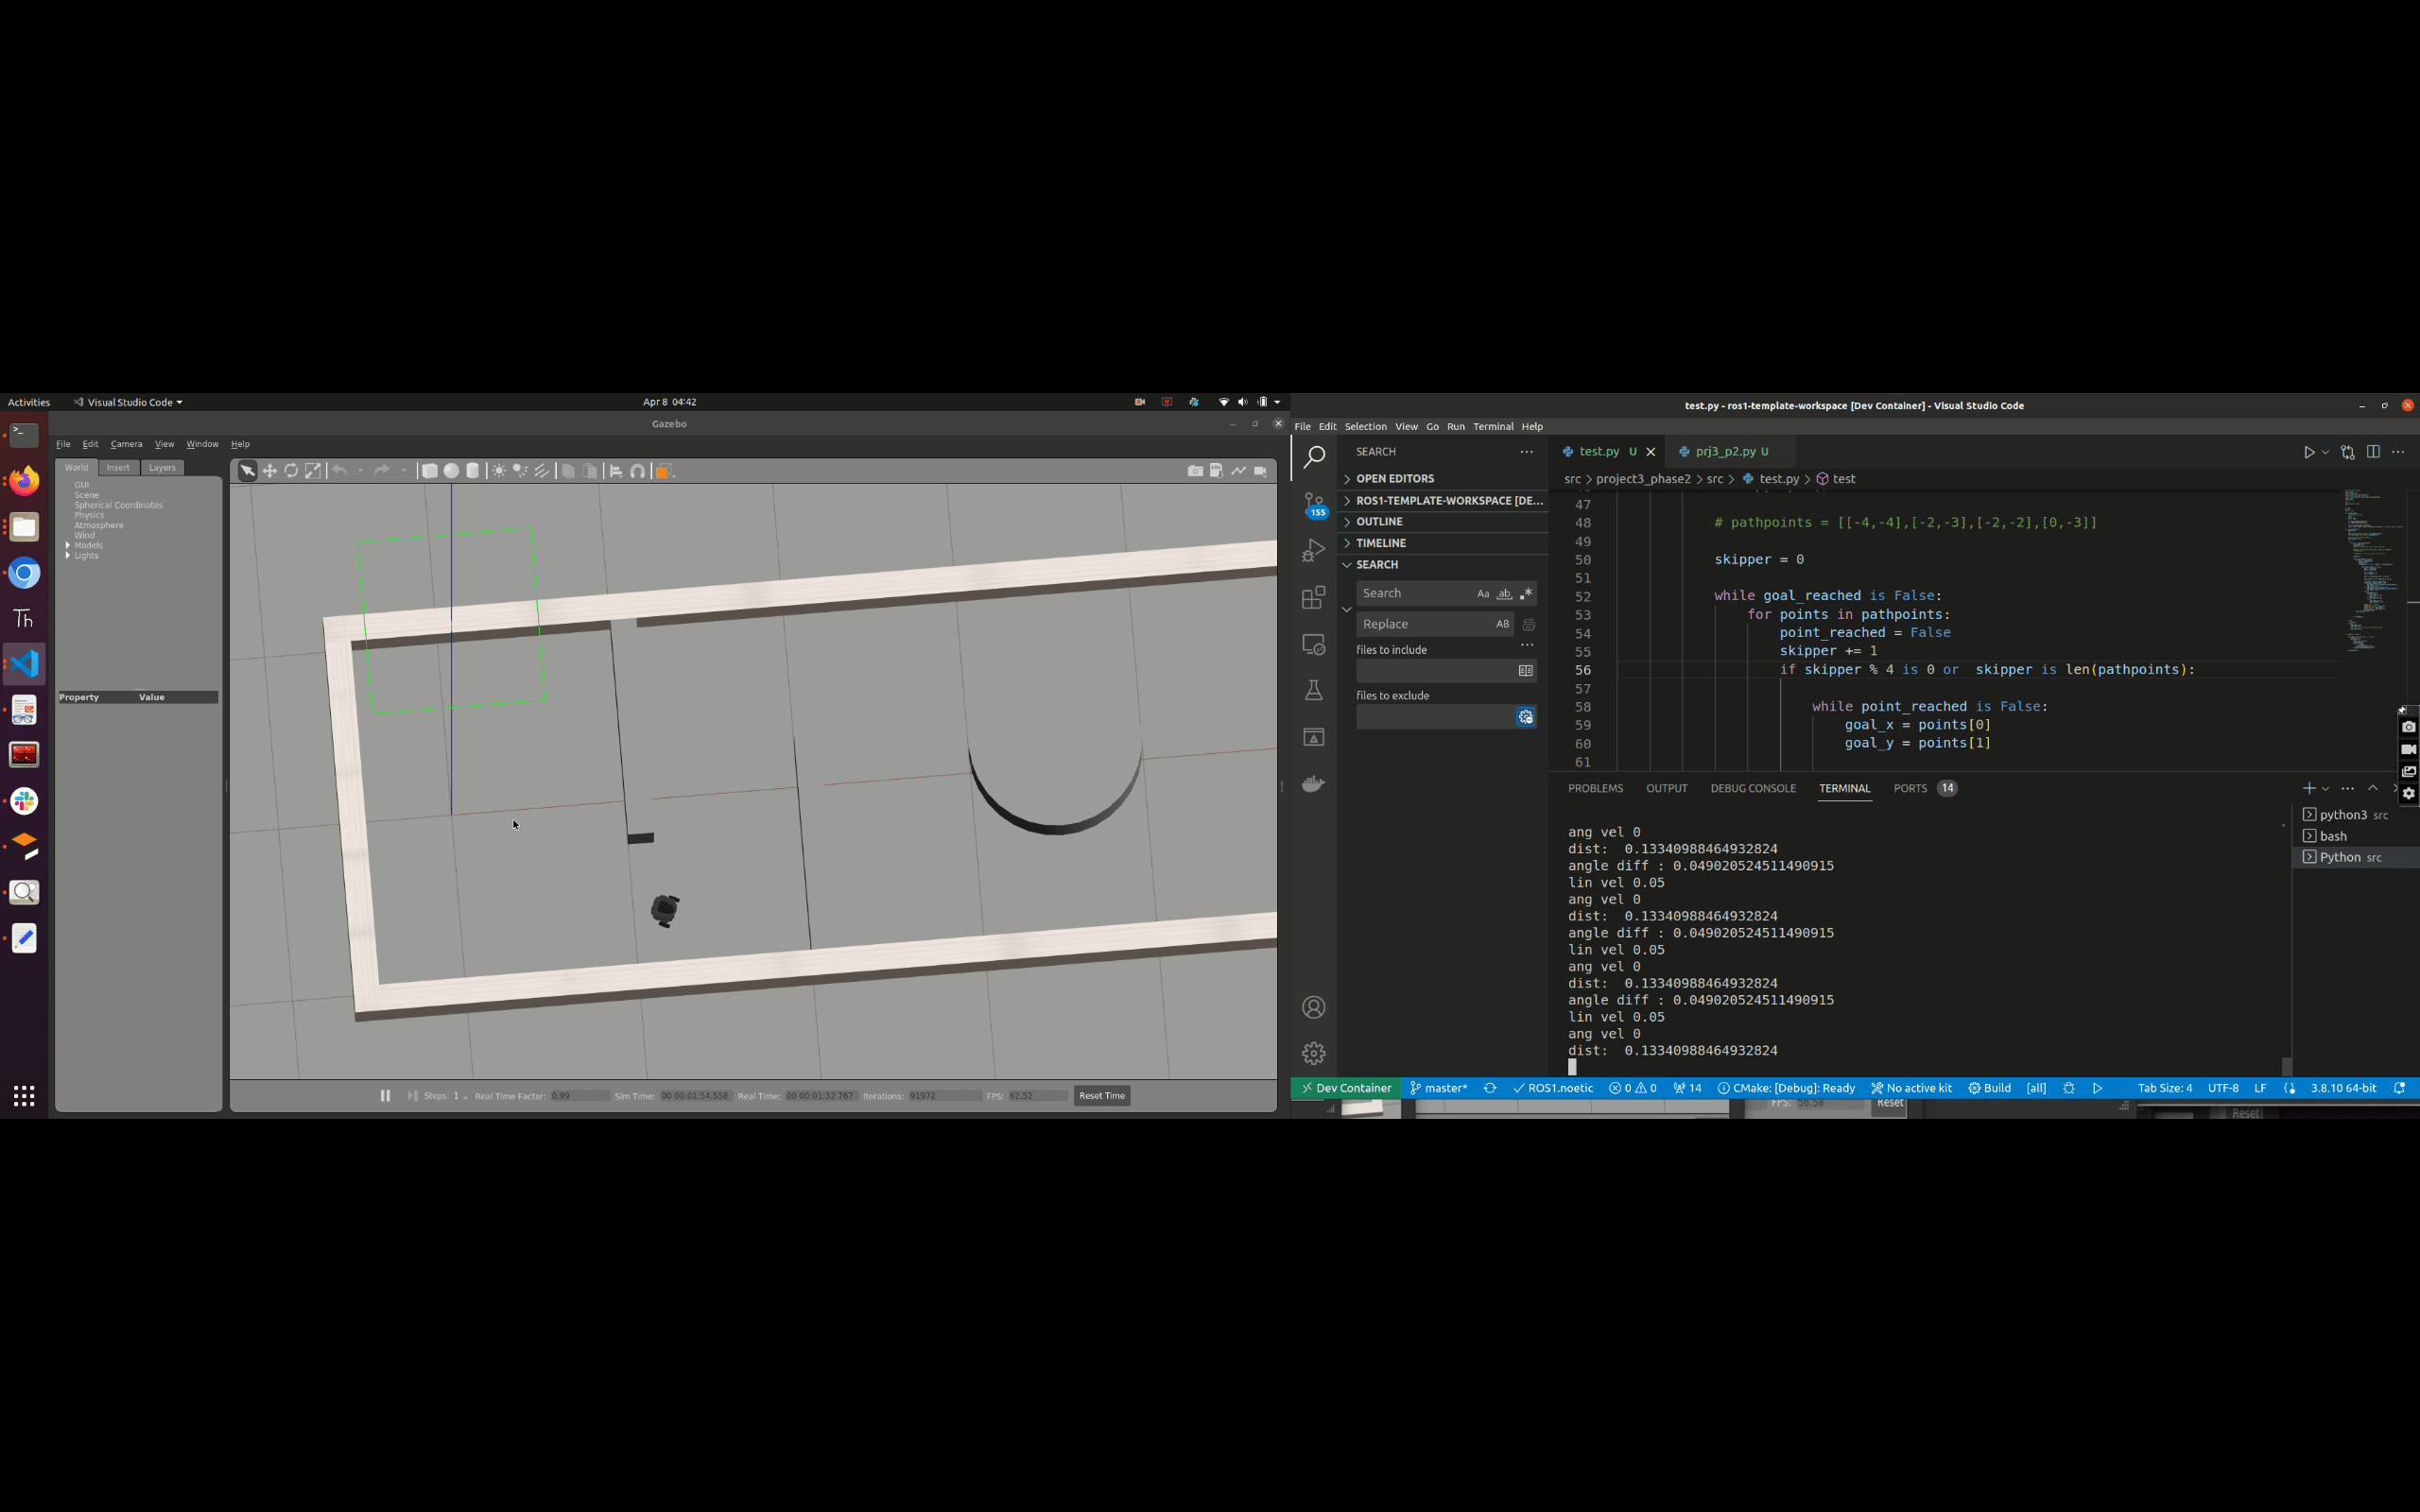 Activities
Visual Studio Code
Apr 8 04:42
Gazebo
File Edit Camera View Window Help
World Insert Layers
GUI
Scene
Spherical Coordinates
Physics
Atmosphere
Wind
Models
Lights
Property Value
Th
Steps: 1 Real Time Factor: 0.99 Sim Time: 00 00:01:54.558 Real Time: 00 00:01:32.767 Iterations: 91972 FPS: 62.52 Reset Time
test.py - ros1-template-workspace [Dev Container] - Visual Studio Code
File Edit Selection View Go Run Terminal Help
155
SEARCH
OPEN EDITORS
ROS1-TEMPLATE-WORKSPACE [DE...
OUTLINE
TIMELINE
SEARCH
Search Aa ab
Replace AB
files to include
files to exclude
test.py U prj3_p2.py U
src > project3_phase2 > src > test.py > test
47
48 # pathpoints = [[-4,-4],[-2,-3],[-2,-2],[0,-3]]
49
50 skipper = 0
51
52 while goal_reached is False:
53 for points in pathpoints:
54 point_reached = False
55 skipper += 1
56 if skipper % 4 is 0 or  skipper is len(pathpoints):
57
58 while point_reached is False:
59 goal_x = points[0]
60 goal_y = points[1]
61
PROBLEMS OUTPUT DEBUG CONSOLE TERMINAL PORTS 14
ang vel 0
dist:  0.13340988464932824
angle diff : 0.049020524511490915
lin vel 0.05
ang vel 0
dist:  0.13340988464932824
angle diff : 0.049020524511490915
lin vel 0.05
ang vel 0
dist:  0.13340988464932824
angle diff : 0.049020524511490915
lin vel 0.05
ang vel 0
dist:  0.13340988464932824
python3 src
bash
Python src
Dev Container master* ROS1.noetic 0 0 14 CMake: [Debug]: Ready No active kit Build [all] Tab Size: 4 UTF-8 LF 3.8.10 64-bit
FPS: Reset
Reset